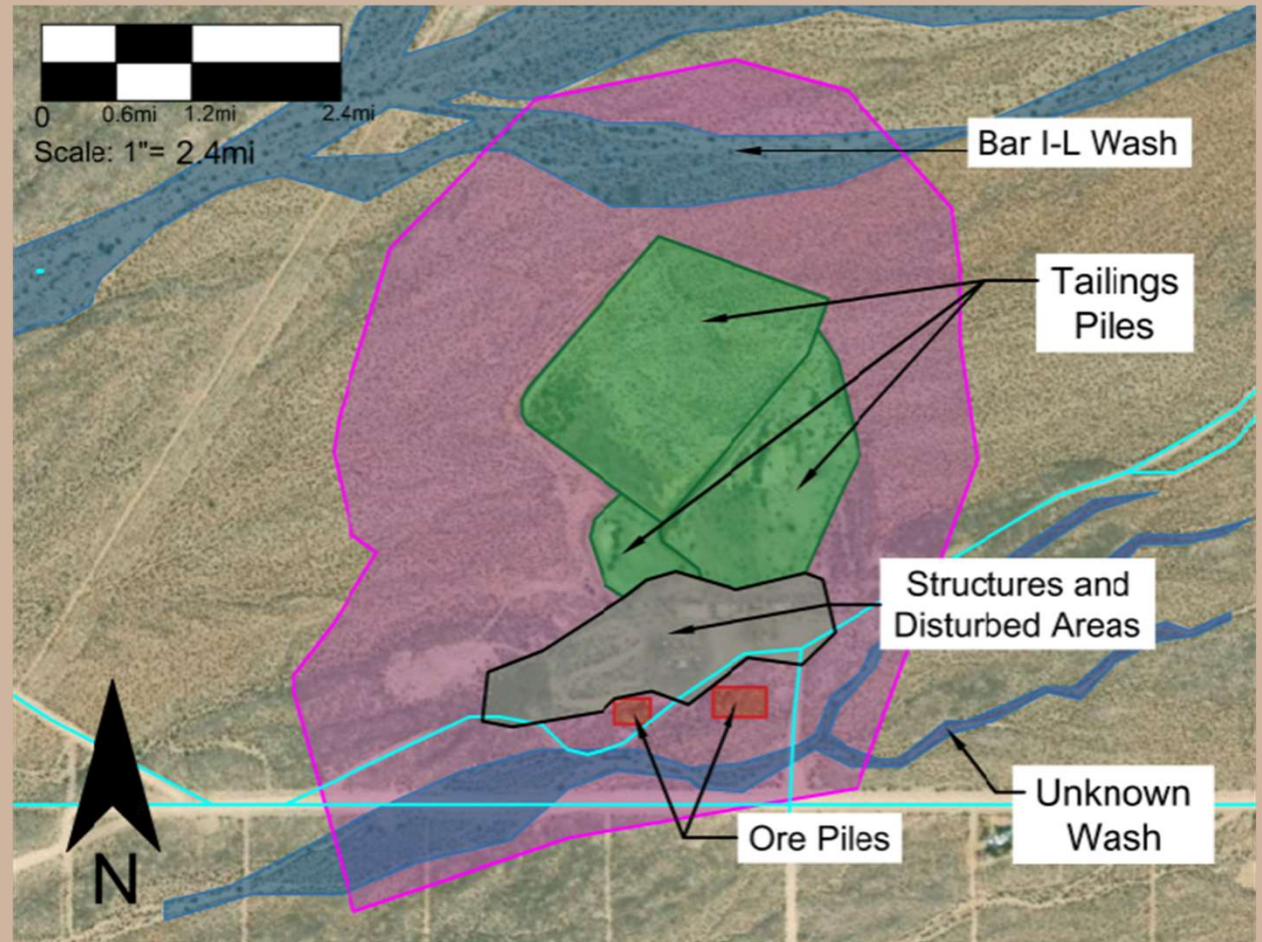 0 0.6mi 1.2mi 2.4mi
Scale: 1"= 2.4mi
Bar I-L Wash
Tailings
Piles
Structures and
Disturbed Areas
Unknown
Wash
Ore Piles
N